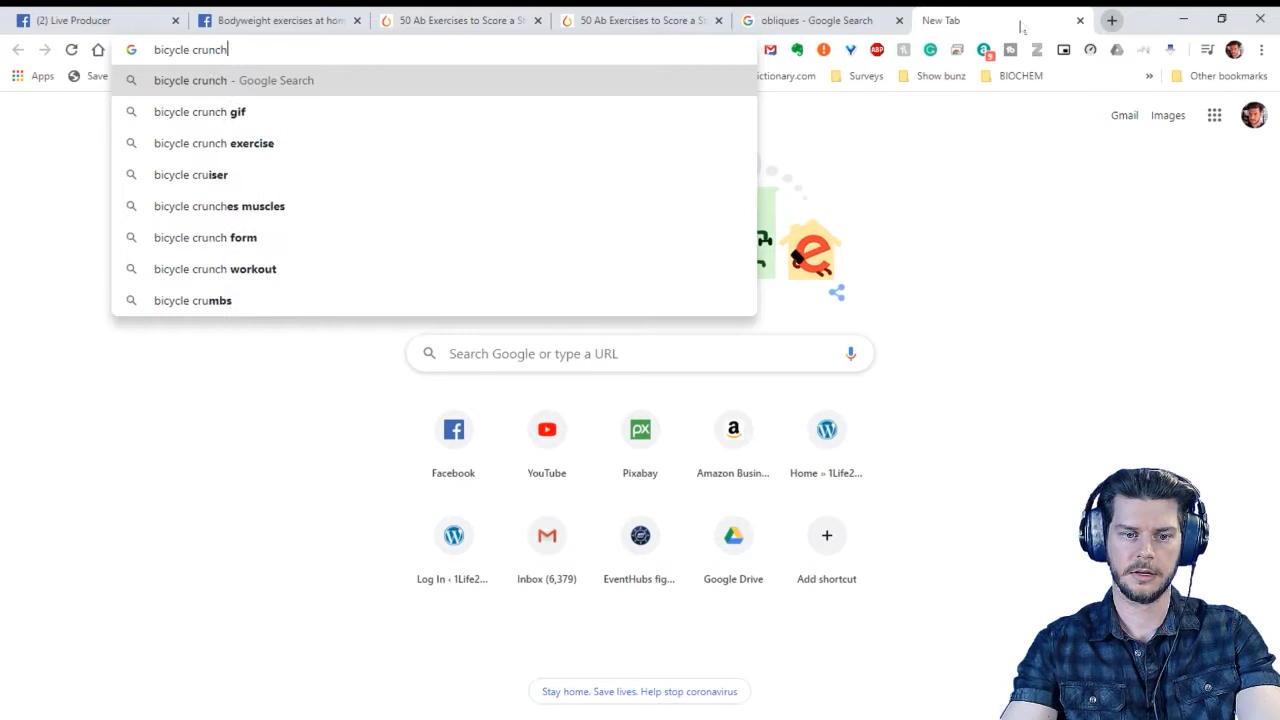 (2) Live Producer
Bodyweight exercises at hom
50 Ab Exercises to Score a St
50 Ab Exercises to Score a St
obliques - Google Search
New Tab
bicycle crunch
ABP
9
Apps
Save
ictionary.com
Surveys
Show bunz
BIOCHEM
»
Other bookmarks
bicycle crunch - Google Search
bicycle crunch gif
bicycle crunch exercise
bicycle cruiser
bicycle crunches muscles
bicycle crunch form
bicycle crunch workout
bicycle crumbs
Gmail
Images
e
Search Google or type a URL
px
a
Facebook
YouTube
Pixabay
Amazon Busin...
Home » 1Life2...
Log In ‹ 1Life2...
Inbox (6,379)
EventHubs fig...
Google Drive
Add shortcut
Stay home. Save lives. Help stop coronavirus